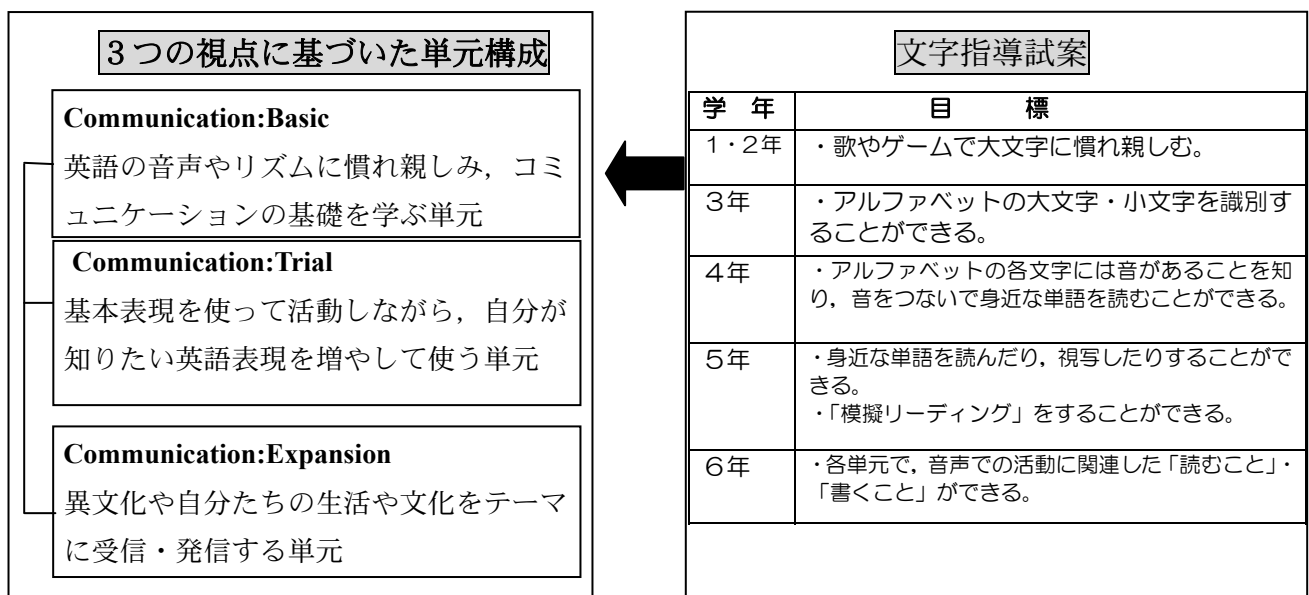 3つの視点に基づいた単元構成
Communication:Basic
英語の音声やリズムに慣れ親しみ，コミ
ュニケーションの基礎を学ぶ単元
Communication:Trial
基本表現を使って活動しながら，自分が
知りたい英語表現を増やして使う単元
Communication:Expansion
異文化や自分たちの生活や文化をテーマ
に受信・発信する単元
文字指導試案
学 年 目 標
1・2年 ・歌やゲームで大文字に慣れ親しむ。
3年 ・アルファベットの大文字・小文字を識別す
ることができる。
4年 ・アルファベットの各文字には音があることを知
り，音をつないで身近な単語を読むことができる。
5年 ・身近な単語を読んだり，視写したりすることがで
きる。
・「模擬リーディング」をすることができる。
6年 ・各単元で，音声での活動に関連した「読むこと」・
「書くこと」ができる。